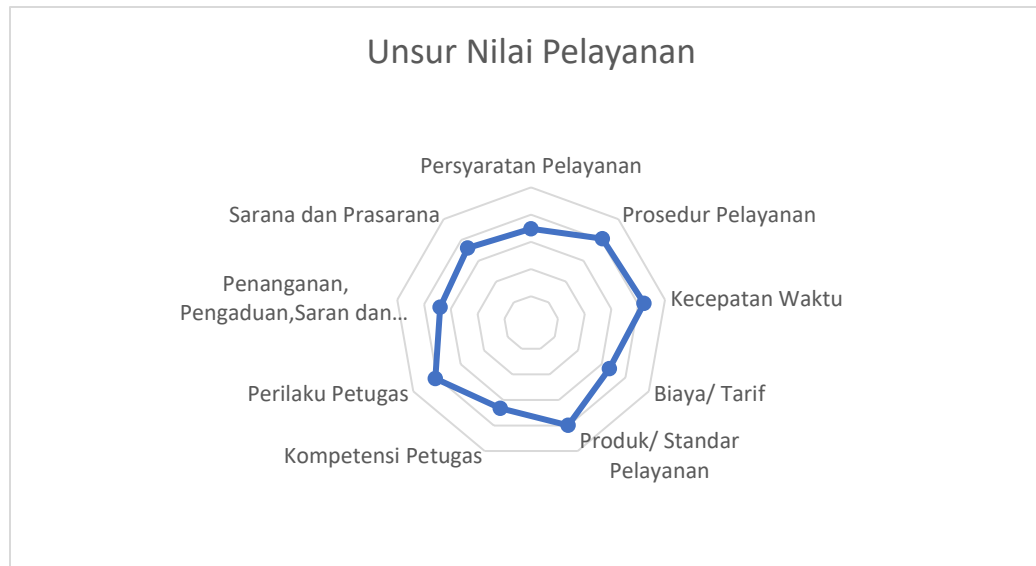 Unsur Nilai Pelayanan
Persyaratan Pelayanan
Prosedur Pelayanan
Kecepatan Waktu
Biaya/ Tarif
Produk/ Standar
Pelayanan
Kompetensi Petugas
Perilaku Petugas
Penanganan,
Pengaduan,Saran dan...
Sarana dan Prasarana